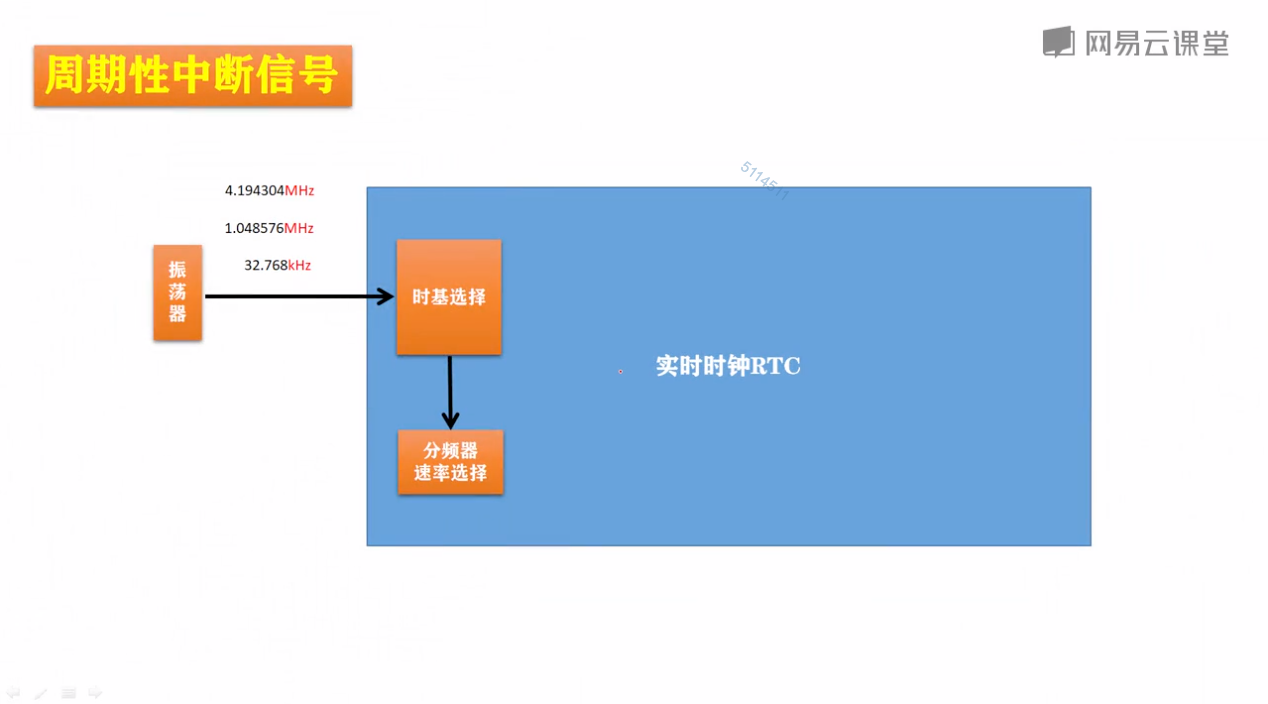 网易云课堂
周期性中断信号
5114511
4.194304MHz
1.048576MHz
32.768kHz
振
荡
器
时基选择
实时时钟RTC
分频器
速率选择